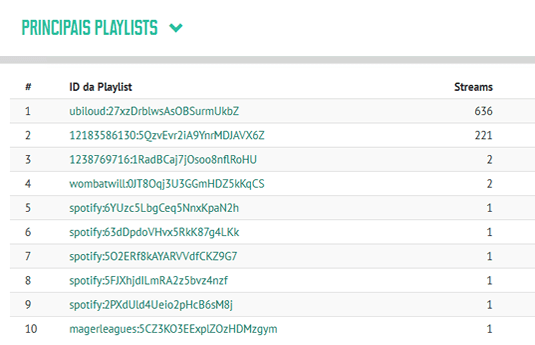 PRINCIPAIS PLAYLISTS
# ID da Playlist Streams
1 ubiloud:27xzDrblwsAsOBSurmUkbZ 636
2 12183586130:5QzvEvr2iA9YnrMDJAVX6Z 221
3 1238769716:1RadBCaj7jOsoo8nflRoHU 2
4 wombatwill:0JT8Oqj3U3GGmHDZ5kKqCS 2
5 spotify:6YUzc5LbgCeq5NnxKpaN2h 1
6 spotify:63dDpdoVHvx5RkK87g4LKk 1
7 spotify:5O2ERf8kAYARVVdfCKZ9G7 1
8 spotify:5FJXhjdILmRA2z5bvz4nzf 1
9 spotify:2PXdUld4Ueio2pHcB6sM8j 1
10 magerleagues:5CZ3KO3EExplZOzHDMzgym 1